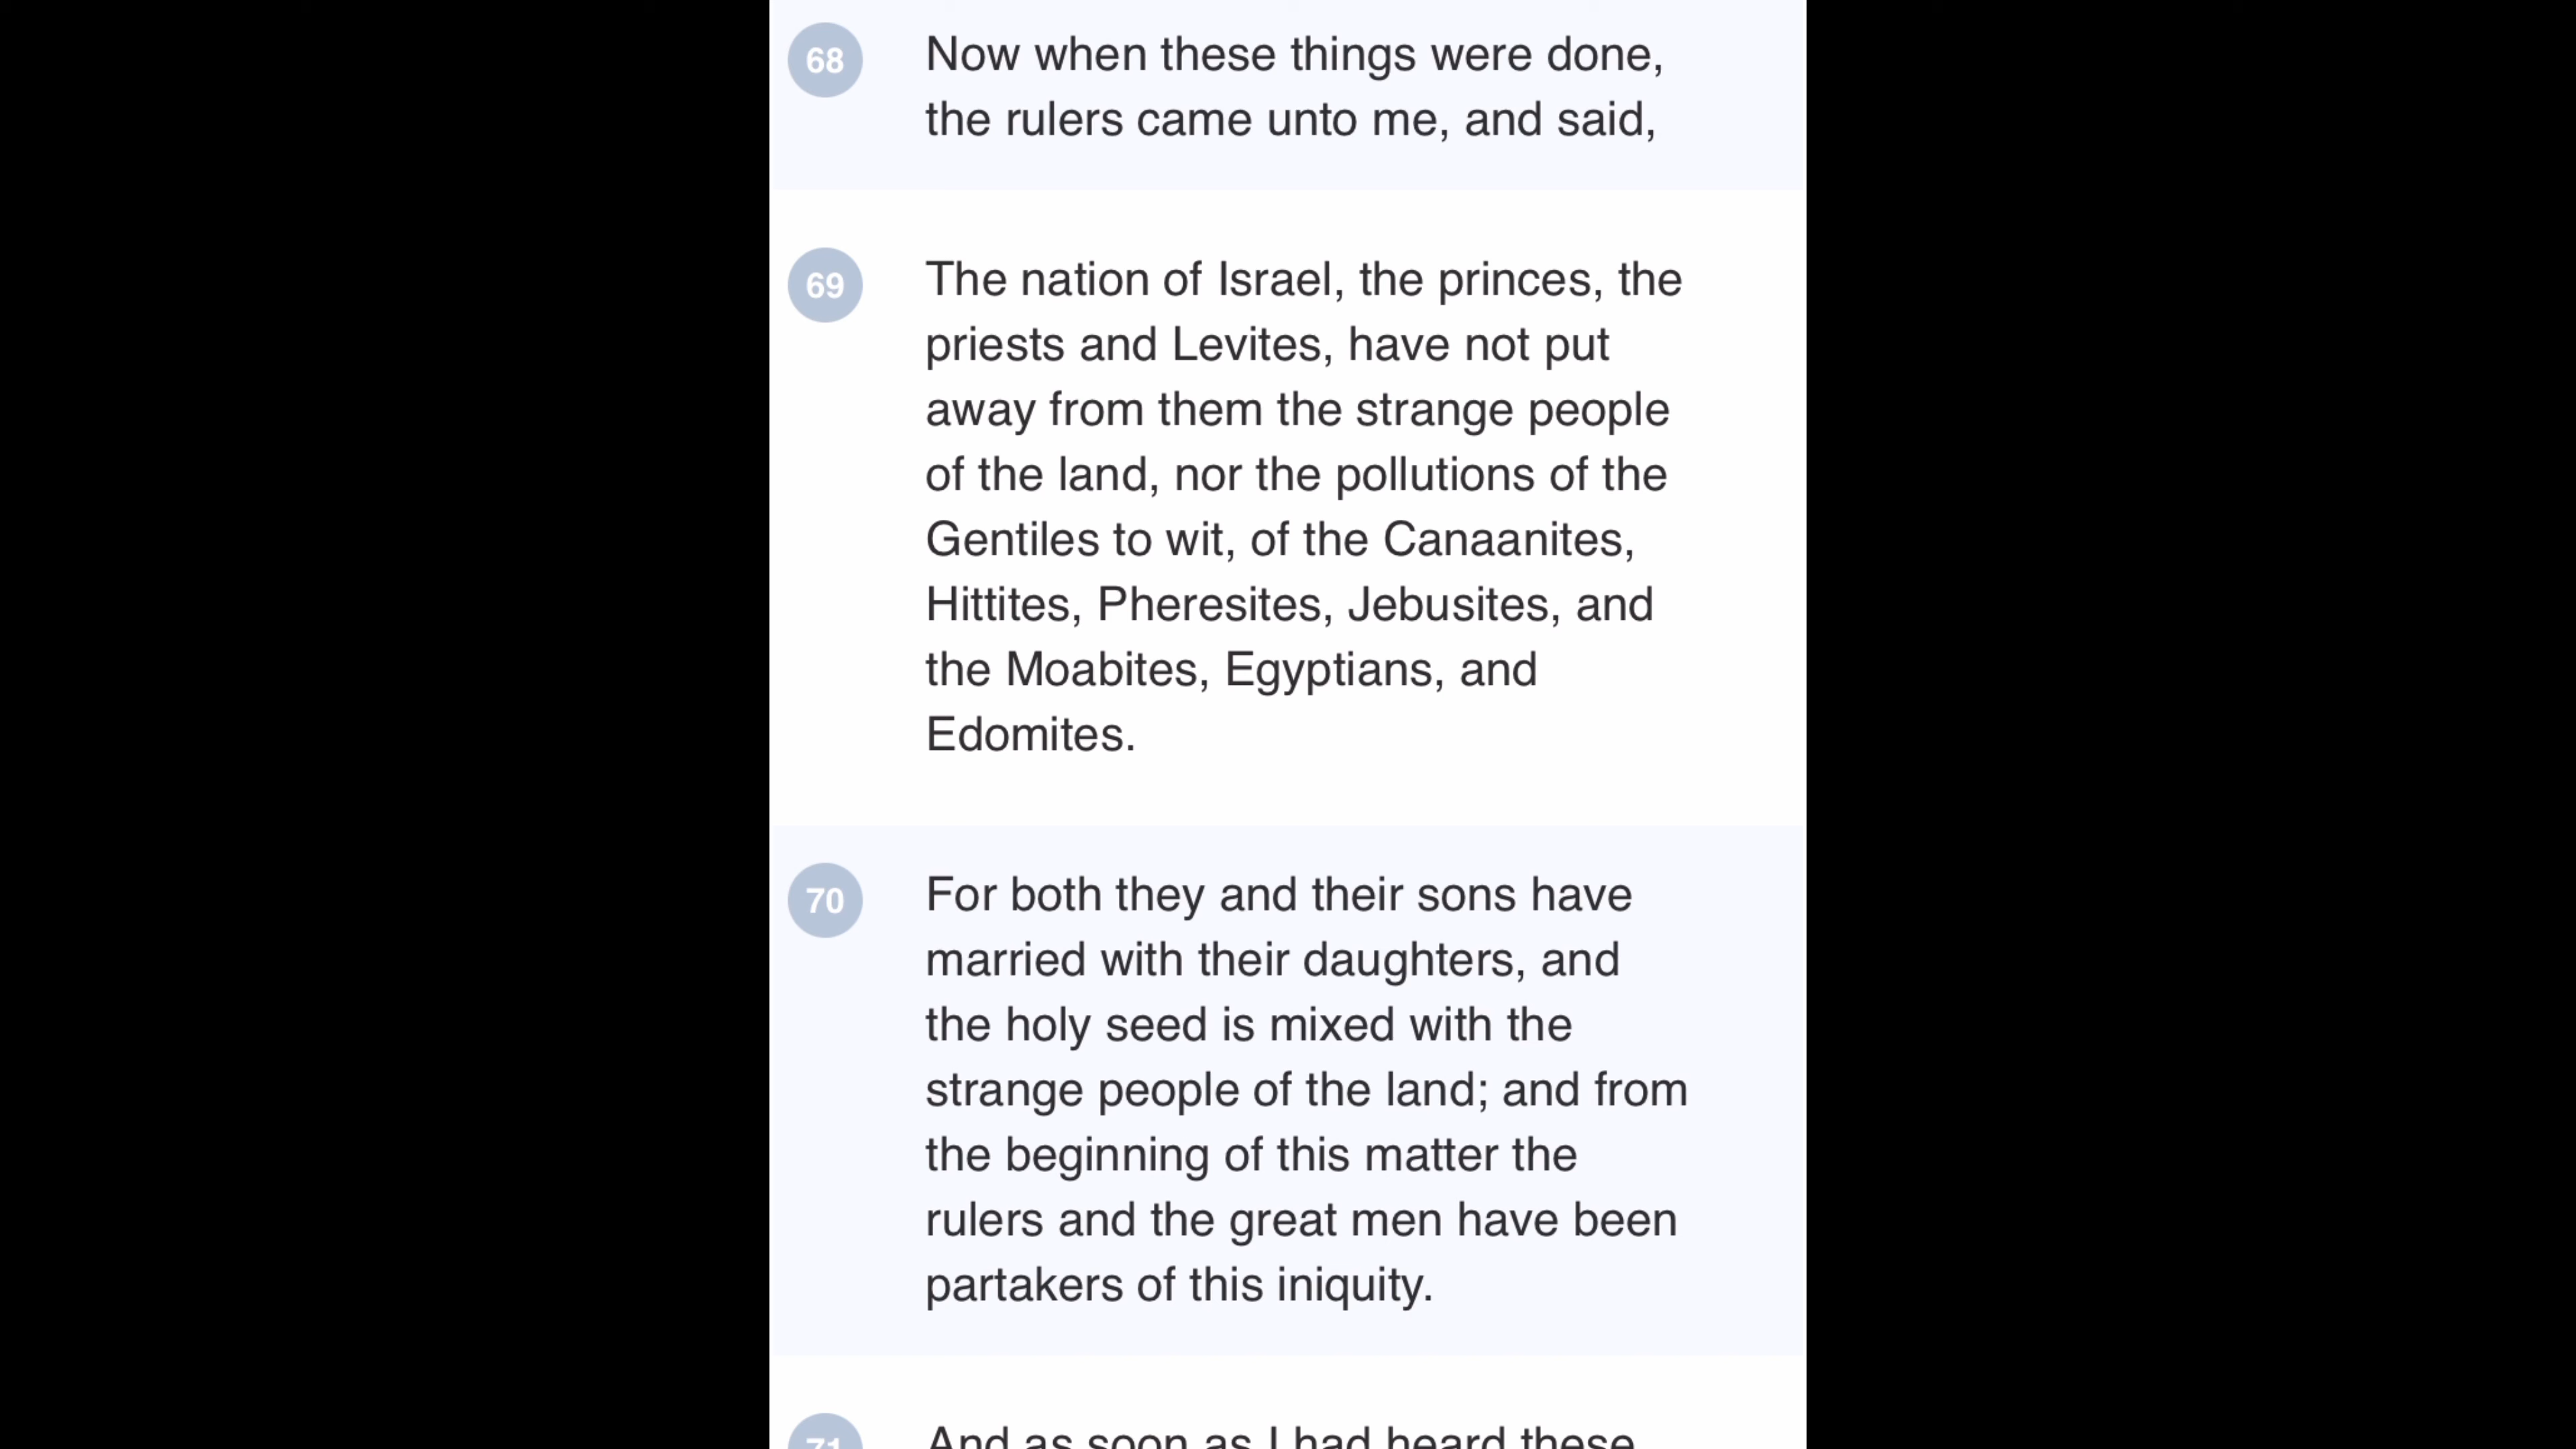 68 Now when these things were done,
the rulers came unto me, and said,
69 The nation of Israel, the princes, the
priests and Levites, have not put
away from them the strange people
of the land, nor the pollutions of the
Gentiles to wit, of the Canaanites,
Hittites, Pheresites, Jebusites, and
the Moabites, Egyptians, and
Edomites.
70 For both they and their sons have
married with their daughters, and
the holy seed is mixed with the
strange people of the land; and from
the beginning of this matter the
rulers and the great men have been
partakers of this iniquity.
71 And as soon as I had heard these